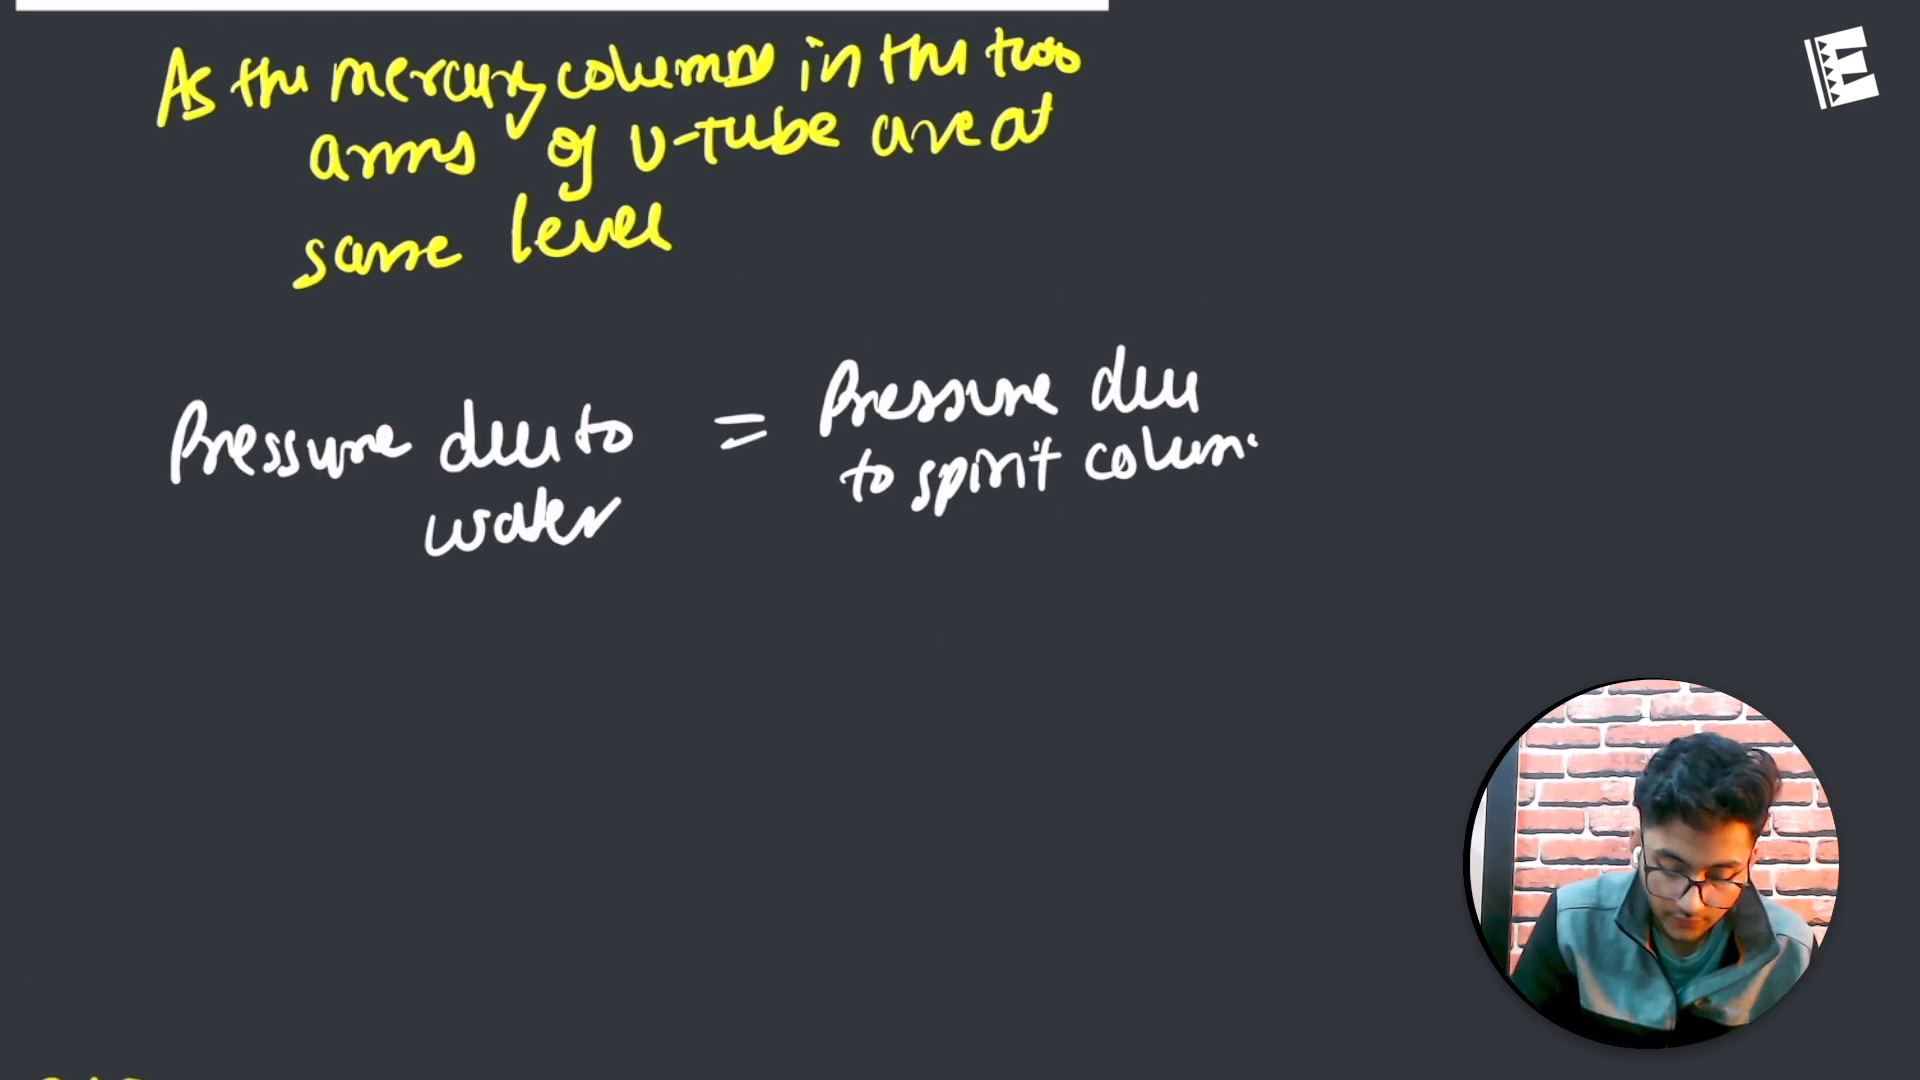 As the mercury columns in the two
arms of U-tube are at
same level
Pressure due to
water
=
Pressure due
to spirit colum
E